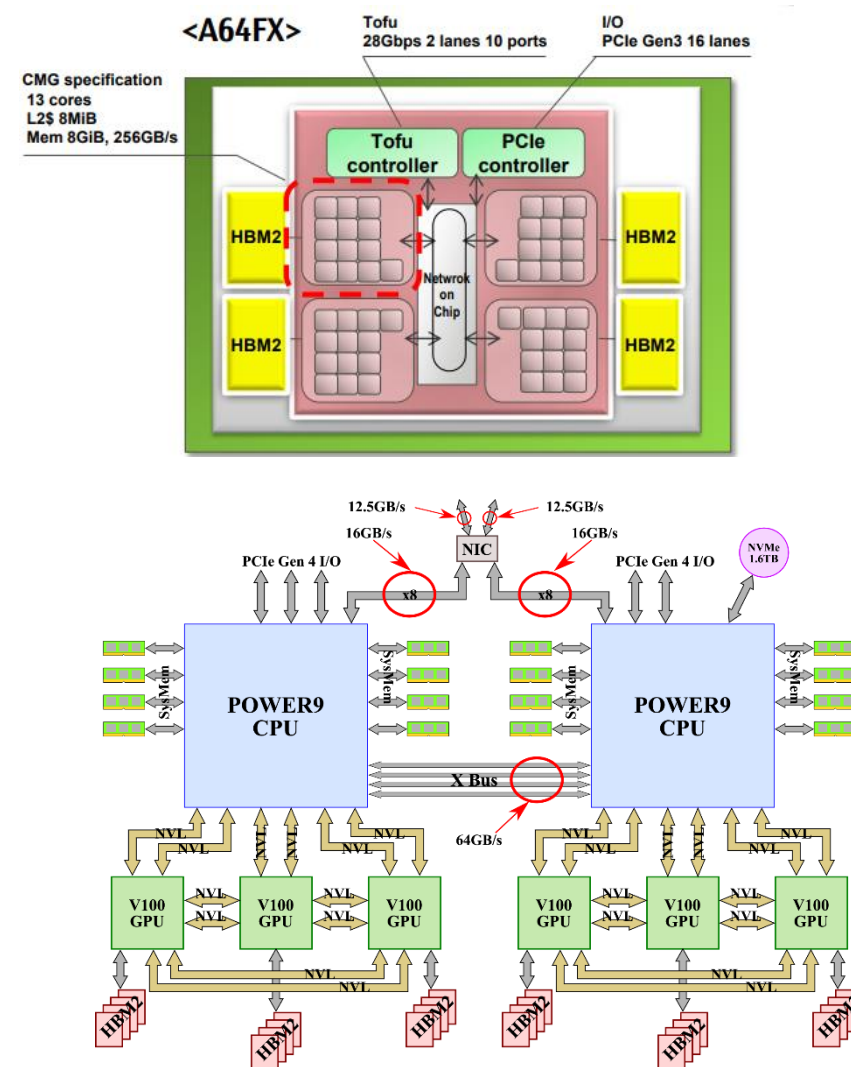 <A64FX>
Tofu
28Gbps 2 lanes 10 ports
I/O
PCIe Gen3 16 lanes
CMG specification
13 cores
L2$ 8MiB
Mem 8GiB, 256GB/s
Tofu
controller
PCIe
controller
HBM2
HBM2
Netwrok
on
Chip
HBM2
HBM2
12.5GB/s
12.5GB/s
16GB/s
16GB/s
NIC
NVMe
1.6TB
PCIe Gen 4 I/O
PCIe Gen 4 I/O
x8
x8
SysMem
POWER9
CPU
SysMem
SysMem
POWER9
CPU
SysMem
X Bus
64GB/s
NVL
NVL
NVL
NVL
NVL
NVL
NVL
NVL
NVL
NVL
NVL
NVL
V100
GPU
NVL
NVL
V100
GPU
NVL
NVL
V100
GPU
V100
GPU
NVL
NVL
V100
GPU
NVL
NVL
V100
GPU
NVL
NVL
NVL
NVL
HBM2
HBM2
HBM2
HBM2
HBM2
HBM2